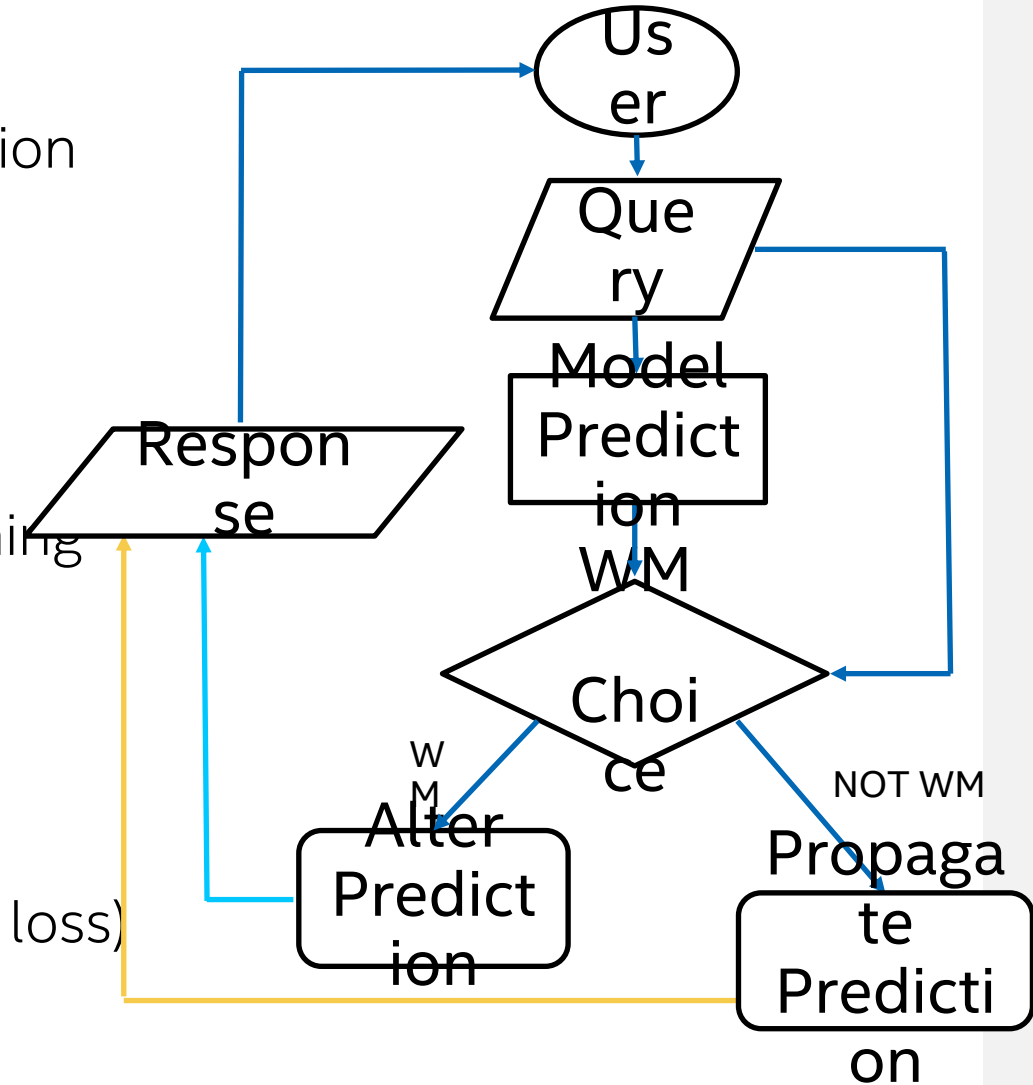 Us
er
ion
Que
ry
Model
Predict
ion
Respon
se
ning
WM
Choi
ce
W
M
NOT WM
Alter
Predict
ion
Propaga
te
Predicti
on
loss)